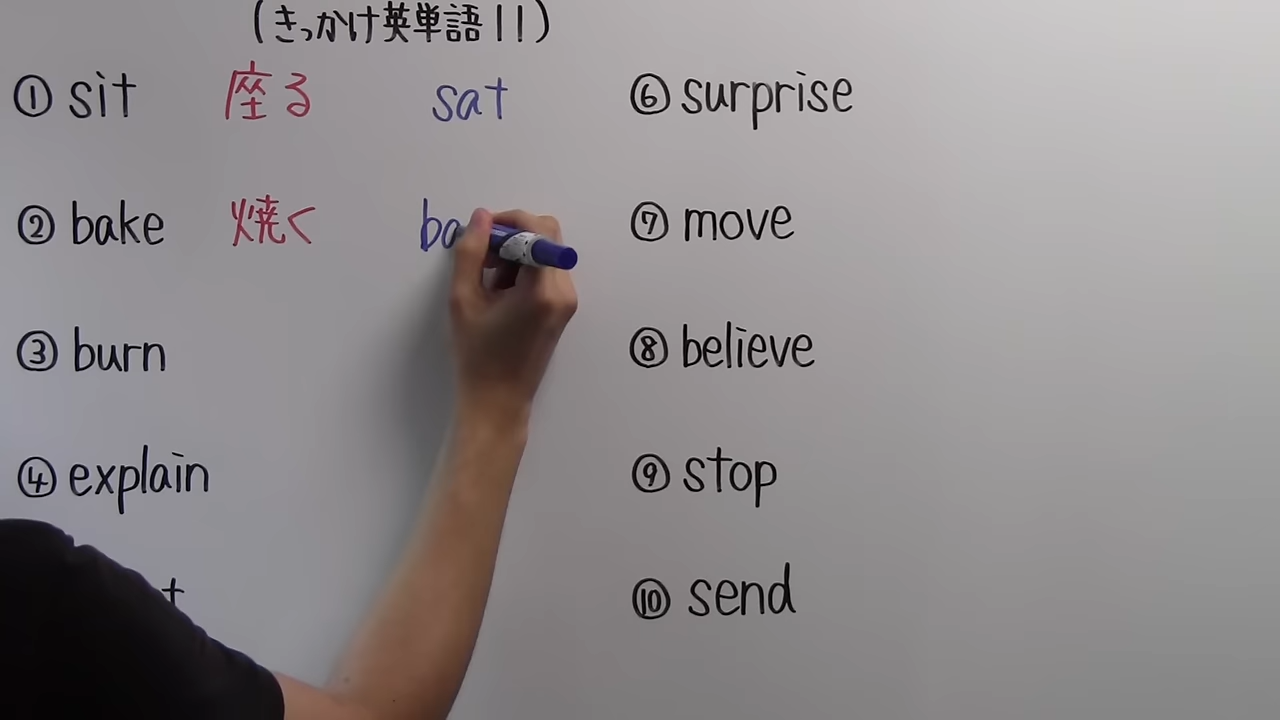 (きっかけ英単語11)
① sit 座る sat
② bake 焼く ba
③ burn
④ explain
t
⑥ surprise
⑦ move
⑧ believe
⑨ stop
⑩ send